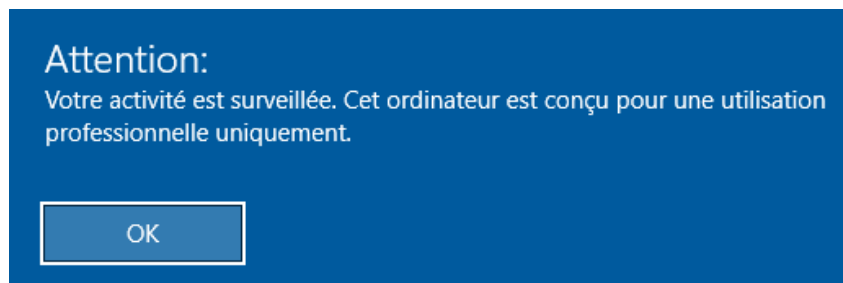 Attention:
Votre activité est surveillée. Cet ordinateur est conçu pour une utilisation
professionnelle uniquement.
OK